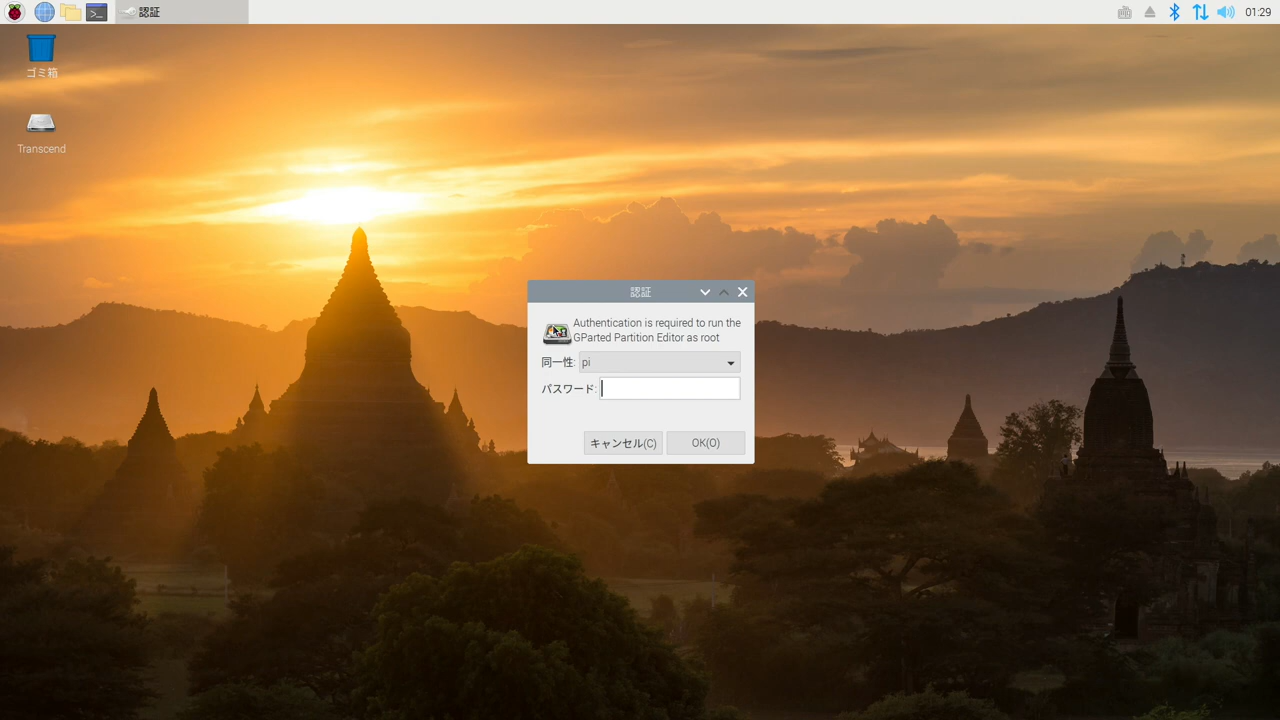 認証
01:29
ゴミ箱
Transcend
認証
Authentication is required to run the
GParted Partition Editor as root
同一性: pi
パスワード:
キャンセル(C) OK(O)